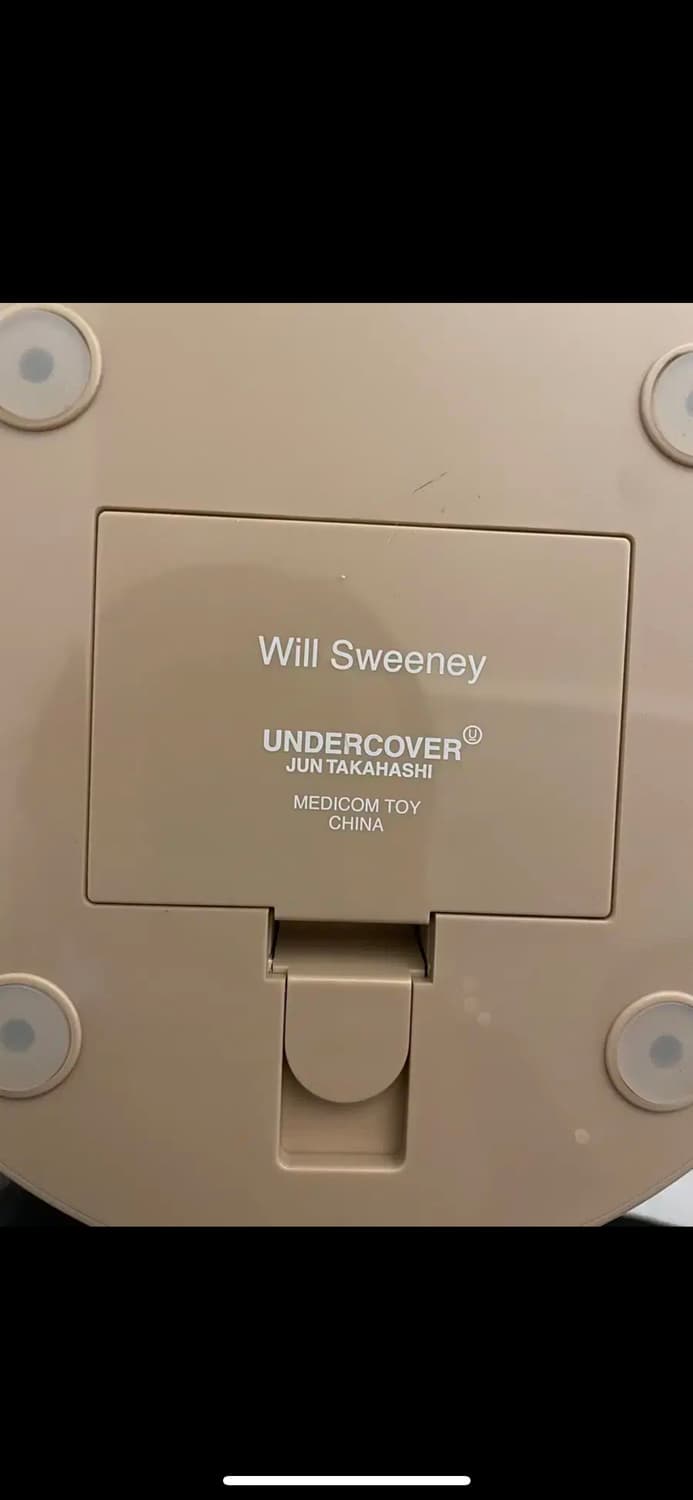 Will Sweeney
UNDERCOVER Ⓤ
JUN TAKAHASHI
MEDICOM TOY
CHINA